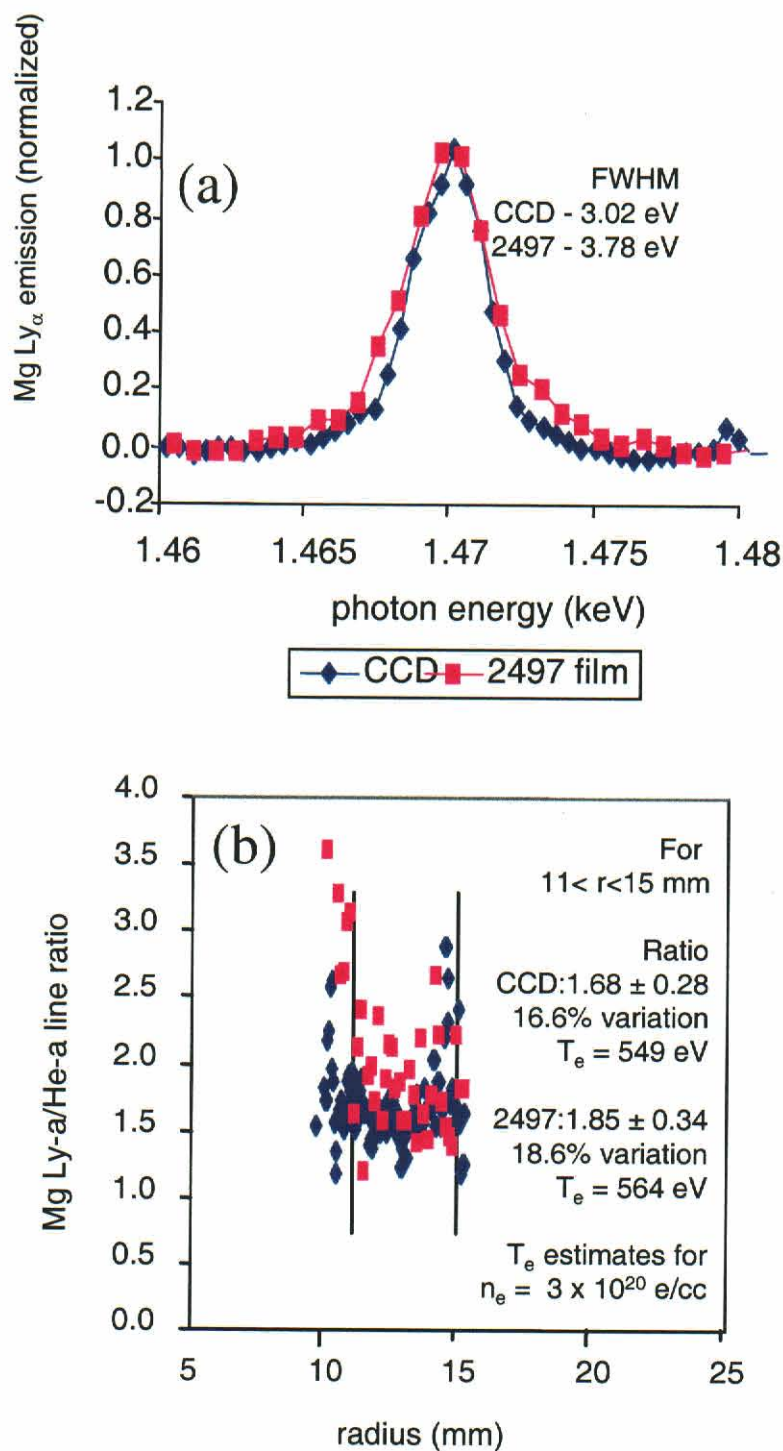 Mg Lyα emission (normalized)
1.2
1.0
0.8
0.6
0.4
0.2
0.0
-0.2
(a)
FWHM
CCD - 3.02 eV
2497 - 3.78 eV
1.46 1.465 1.47 1.475 1.48
photon energy (keV)
CCD 2497 film
Mg Ly-a/He-a line ratio
4.0
3.5
3.0
2.5
2.0
1.5
1.0
0.5
0.0
(b)
For
11< r<15 mm
Ratio
CCD:1.68 ± 0.28
16.6% variation
Te = 549 eV
2497:1.85 ± 0.34
18.6% variation
Te = 564 eV
Te estimates for
ne = 3 x 10²⁰ e/cc
5 10 15 20 25
radius (mm)